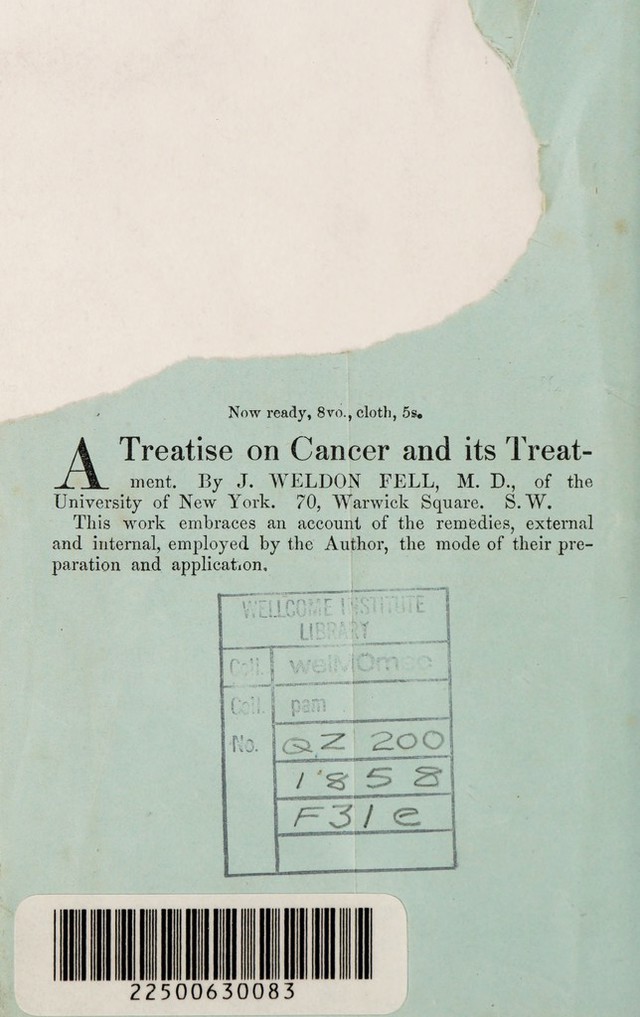 Now ready, 8vo., cloth, 5s.
A Treatise on Cancer and its Treat-
ment. By J. WELDON FELL, M. D., of the
University of New York. 70, Warwick Square. S.W.
This work embraces an account of the remedies, external
and internal, employed by the Author, the mode of their pre-
paration and application.
WELLCOME INSTITUTE
LIBRARY
Coll. welMOmec
Coll. pam
No. QZ 200
1858
F31e
22500630083